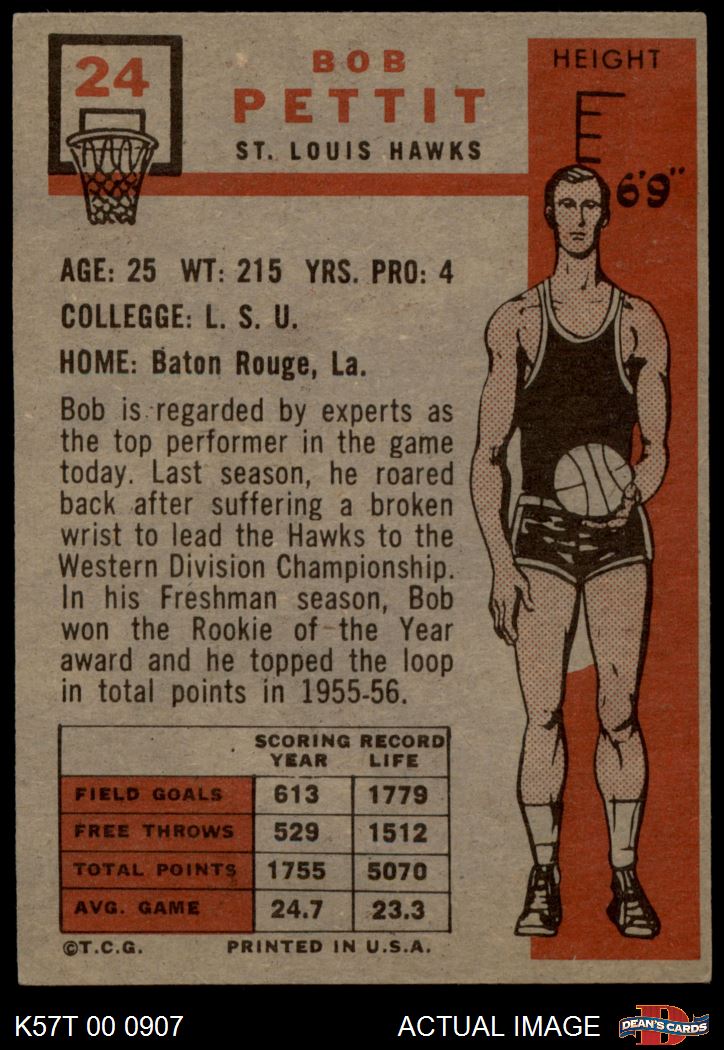 24
BOB
PETTIT
ST. LOUIS HAWKS
HEIGHT
6'9"
AGE: 25 WT: 215 YRS. PRO: 4
COLLEGGE: L. S. U.
HOME: Baton Rouge, La.
Bob is regarded by experts as
the top performer in the game
today. Last season, he roared
back after suffering a broken
wrist to lead the Hawks to the
Western Division Championship.
In his Freshman season, Bob
won the Rookie of the Year
award and he topped the loop
in total points in 1955-56.
SCORING RECORD
YEAR LIFE
FIELD GOALS 613 1779
FREE THROWS 529 1512
TOTAL POINTS 1755 5070
AVG. GAME 24.7 23.3
©T.C.G. PRINTED IN U.S.A.
K57T 00 0907 ACTUAL IMAGE D DEAN'S CARDS